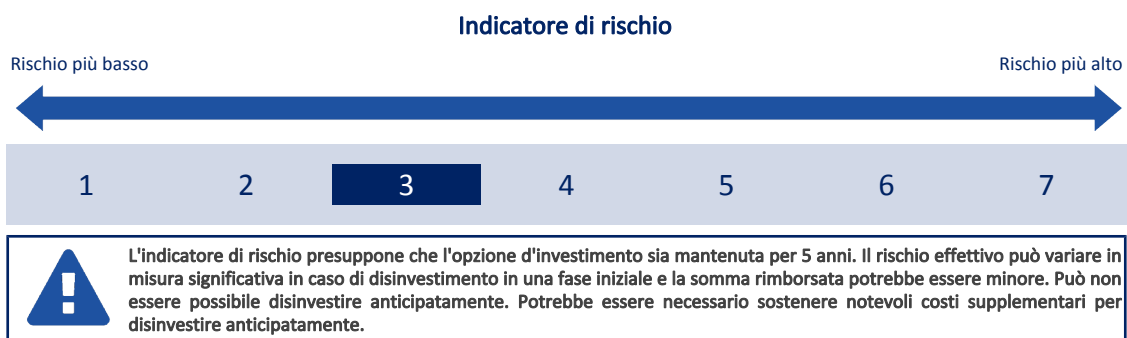 Indicatore di rischio
Rischio più basso
Rischio più alto
1 2 3 4 5 6 7
L'indicatore di rischio presuppone che l'opzione d'investimento sia mantenuta per 5 anni. Il rischio effettivo può variare in
misura significativa in caso di disinvestimento in una fase iniziale e la somma rimborsata potrebbe essere minore. Può non
essere possibile disinvestire anticipatamente. Potrebbe essere necessario sostenere notevoli costi supplementari per
disinvestire anticipatamente.